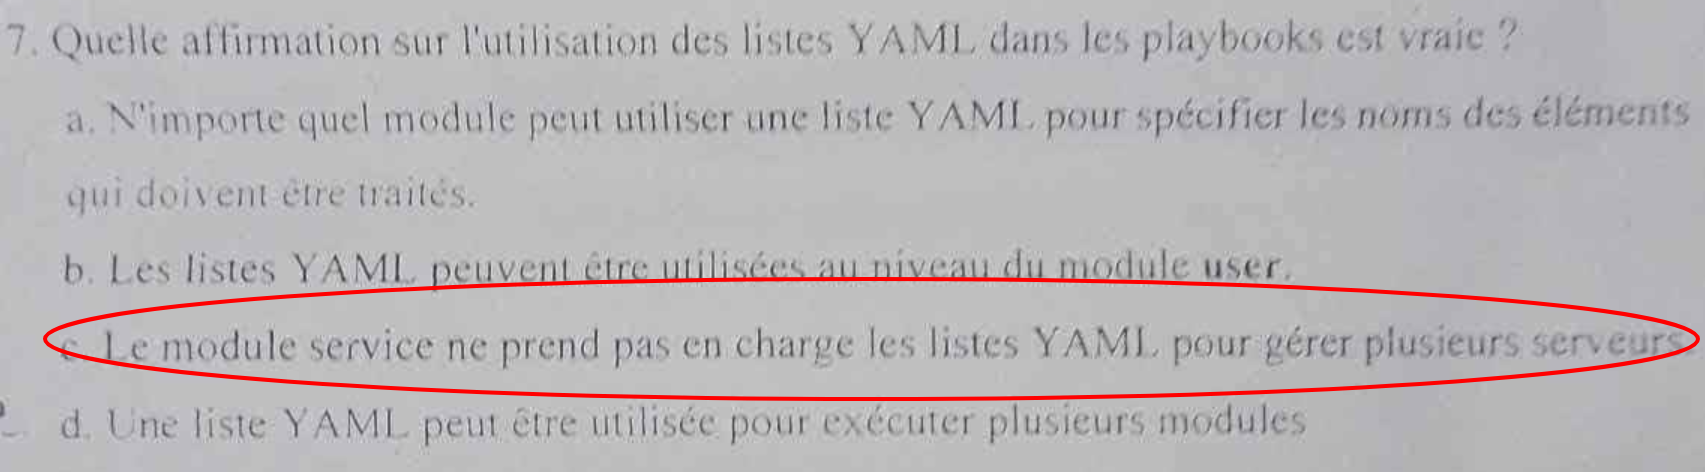 7. Quelle affirmation sur l'utilisation des listes YAML dans les playbooks est vraie ?
a. N'importe quel module peut utiliser une liste YAML pour spécifier les noms des éléments
qui doivent être traités.
b. Les listes YAML peuvent être utilisées au niveau du module user.
c. Le module service ne prend pas en charge les listes YAML pour gérer plusieurs serveurs.
d. Une liste YAML peut être utilisée pour exécuter plusieurs modules